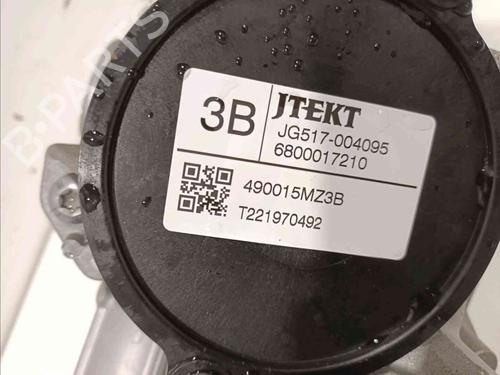 3B
JTEKT
JG517-004095
6800017210
490015MZ3B
T221970492
B-PARTS